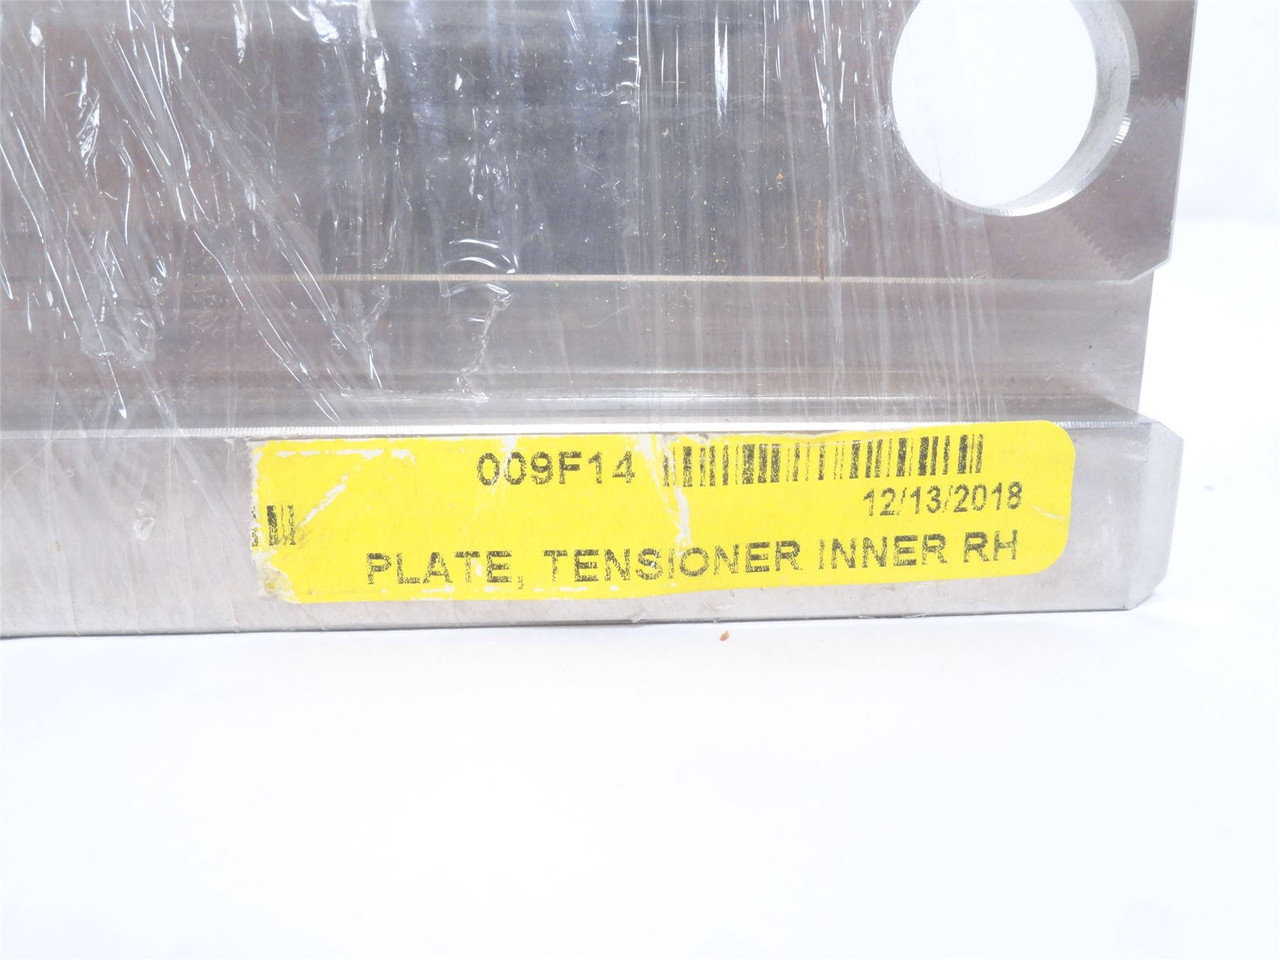 009F14
12/13/2018
PLATE, TENSIONER INNER RH